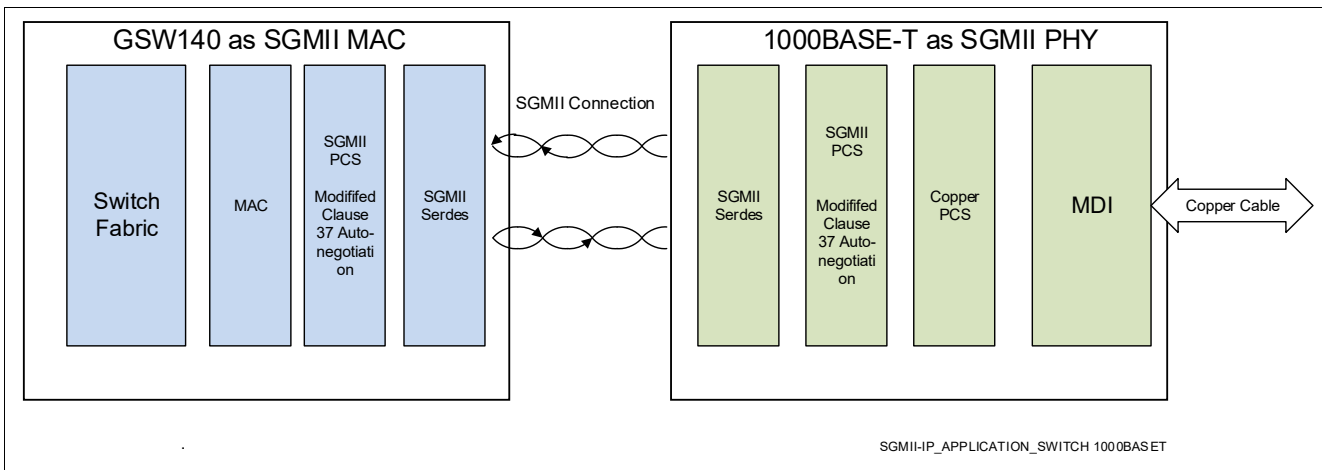 GSW140 as SGMII MAC
Switch
Fabric
MAC
SGMII
PCS
Modififed
Clause
37 Auto-
negotiati
on
SGMII
Serdes
SGMII Connection
1000BASE-T as SGMII PHY
SGMII
Serdes
SGMII
PCS
Modififed
Clause
37 Auto-
negotiati
on
Copper
PCS
MDI
Copper Cable
.
SGMII-IP_APPLICATION_SWITCH 1000BASET